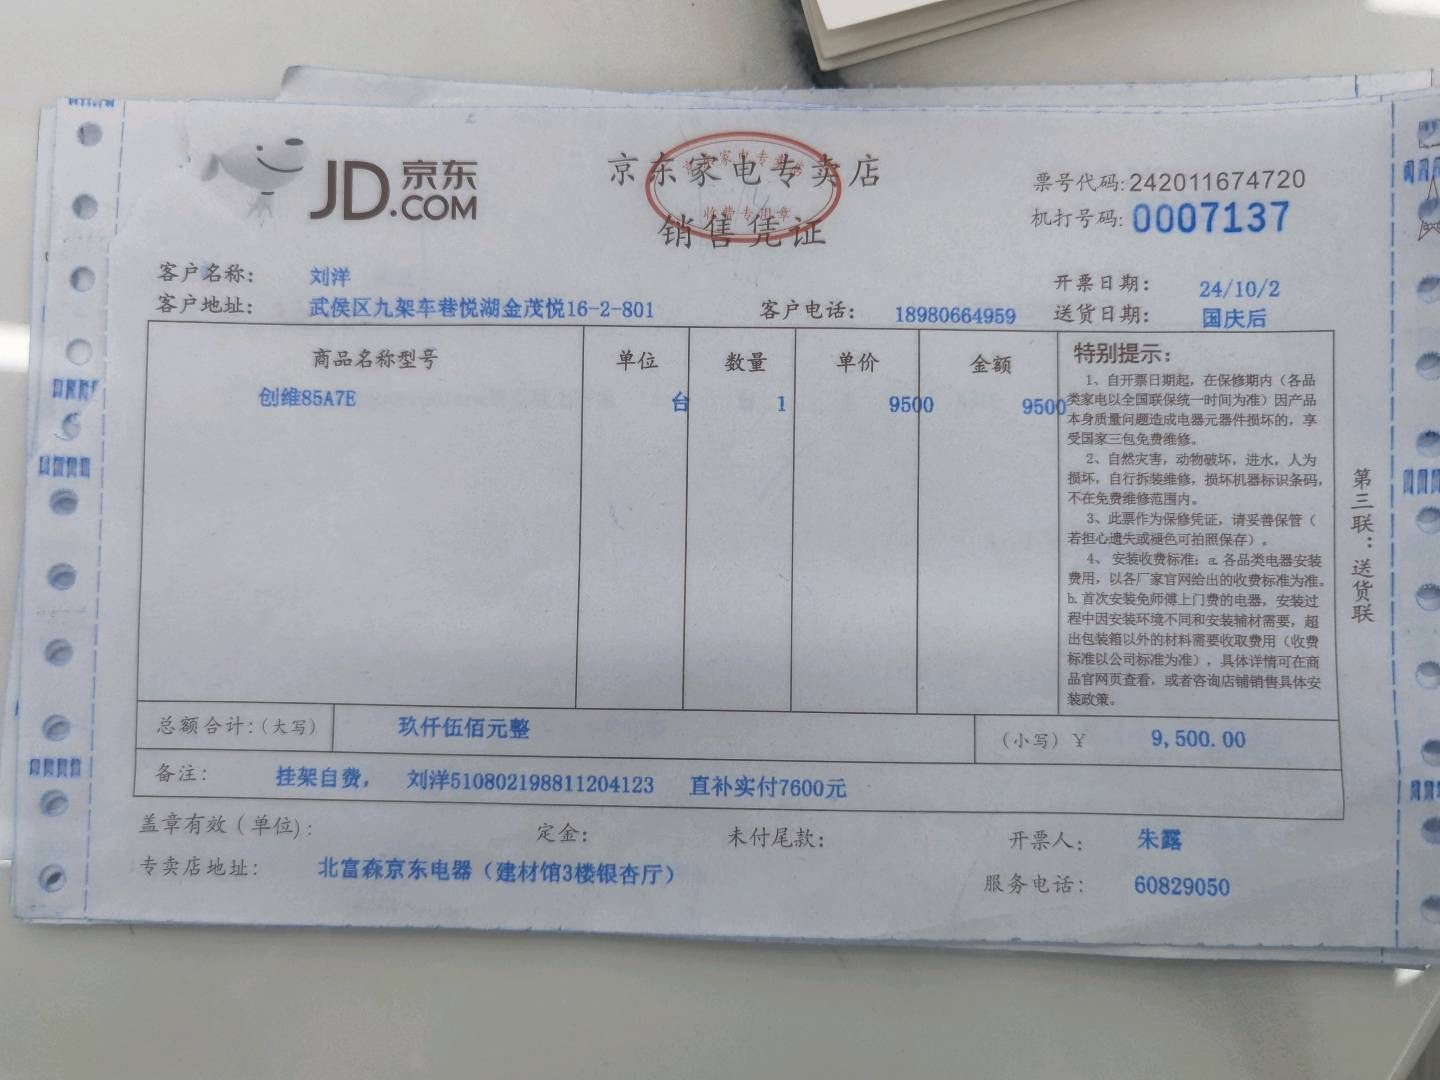 JD.COM 京东
京东家电专卖店
销售凭证
收费专用章
票号代码:242011674720
机打号码:0007137
客户名称: 刘洋
开票日期: 24/10/2
客户地址: 武侯区九架车巷悦湖金茂悦16-2-801 客户电话: 18980664959 送货日期: 国庆后
商品名称型号 单位 数量 单价 金额
创维85A7E 台 1 9500 9500
特别提示:
1、自开票日期起，在保修期内（各品
类家电以全国联保统一时间为准）因产品
本身质量问题造成电器元器件损坏的，享
受国家三包免费维修。
2、自然灾害，动物破坏，进水，人为
损坏，自行拆装维修，损坏机器标识条码，
不在免费维修范围内。
3、此票作为保修凭证，请妥善保管（
若担心遗失或褪色可拍照保存）。
4、安装收费标准：a.各品类电器安装
费用，以各厂家官网给出的收费标准为准。
b.首次安装免师傅上门费的电器，安装过
程中因安装环境不同和安装辅材需要，超
出包装箱以外的材料需要收取费用（收费
标准以公司标准为准），具体详情可在商
品官网页查看，或者咨询店铺销售具体安
装政策。
第三联：送货联
总额合计:(大写) 玖仟伍佰元整 (小写) ¥ 9,500.00
备注: 挂架自费， 刘洋510802198811204123 直补实付7600元
盖章有效(单位): 定金: 未付尾款: 开票人: 朱露
专卖店地址: 北富森京东电器（建材馆3楼银杏厅） 服务电话: 60829050